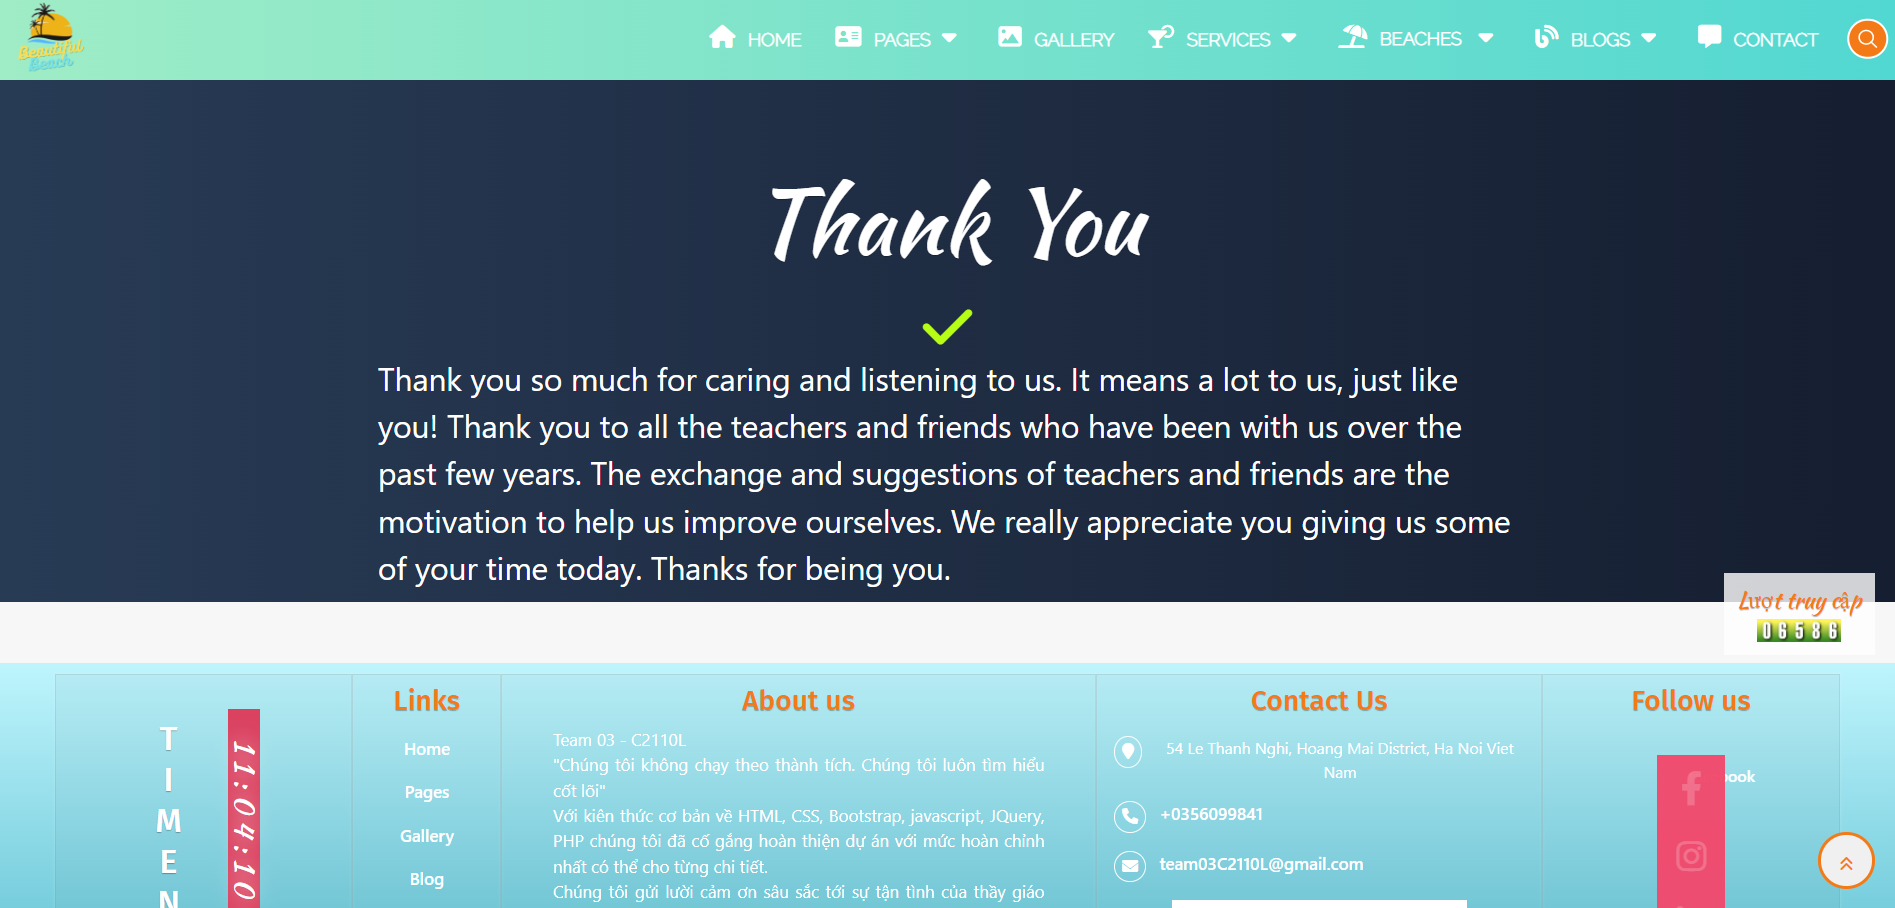 Beautiful
Beach
HOME
PAGES
GALLERY
SERVICES
BEACHES
BLOGS
CONTACT
Thank You
Thank you so much for caring and listening to us. It means a lot to us, just like
you! Thank you to all the teachers and friends who have been with us over the
past few years. The exchange and suggestions of teachers and friends are the
motivation to help us improve ourselves. We really appreciate you giving us some
of your time today. Thanks for being you.
Lượt truy cập
06586
T
I
M
E
N
11:04:10
Links
Home
Pages
Gallery
Blog
About us
Team 03 - C2110L
"Chúng tôi không chạy theo thành tích. Chúng tôi luôn tìm hiểu
cốt lõi"
Với kiên thức cơ bản về HTML, CSS, Bootstrap, javascript, JQuery,
PHP chúng tôi đã cố gắng hoàn thiện dự án với mức hoàn chỉnh
nhất có thể cho từng chi tiết.
Chúng tôi gửi lười cảm ơn sâu sắc tới sự tận tình của thầy giáo
Contact Us
54 Le Thanh Nghi, Hoang Mai District, Ha Noi Viet
Nam
+0356099841
team03C2110L@gmail.com
Follow us
book